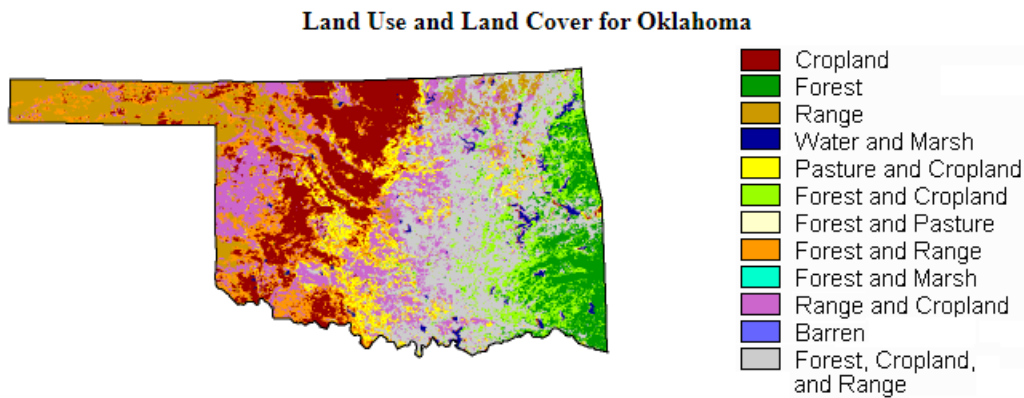 Land Use and Land Cover for Oklahoma
Cropland
Forest
Range
Water and Marsh
Pasture and Cropland
Forest and Cropland
Forest and Pasture
Forest and Range
Forest and Marsh
Range and Cropland
Barren
Forest, Cropland,
and Range